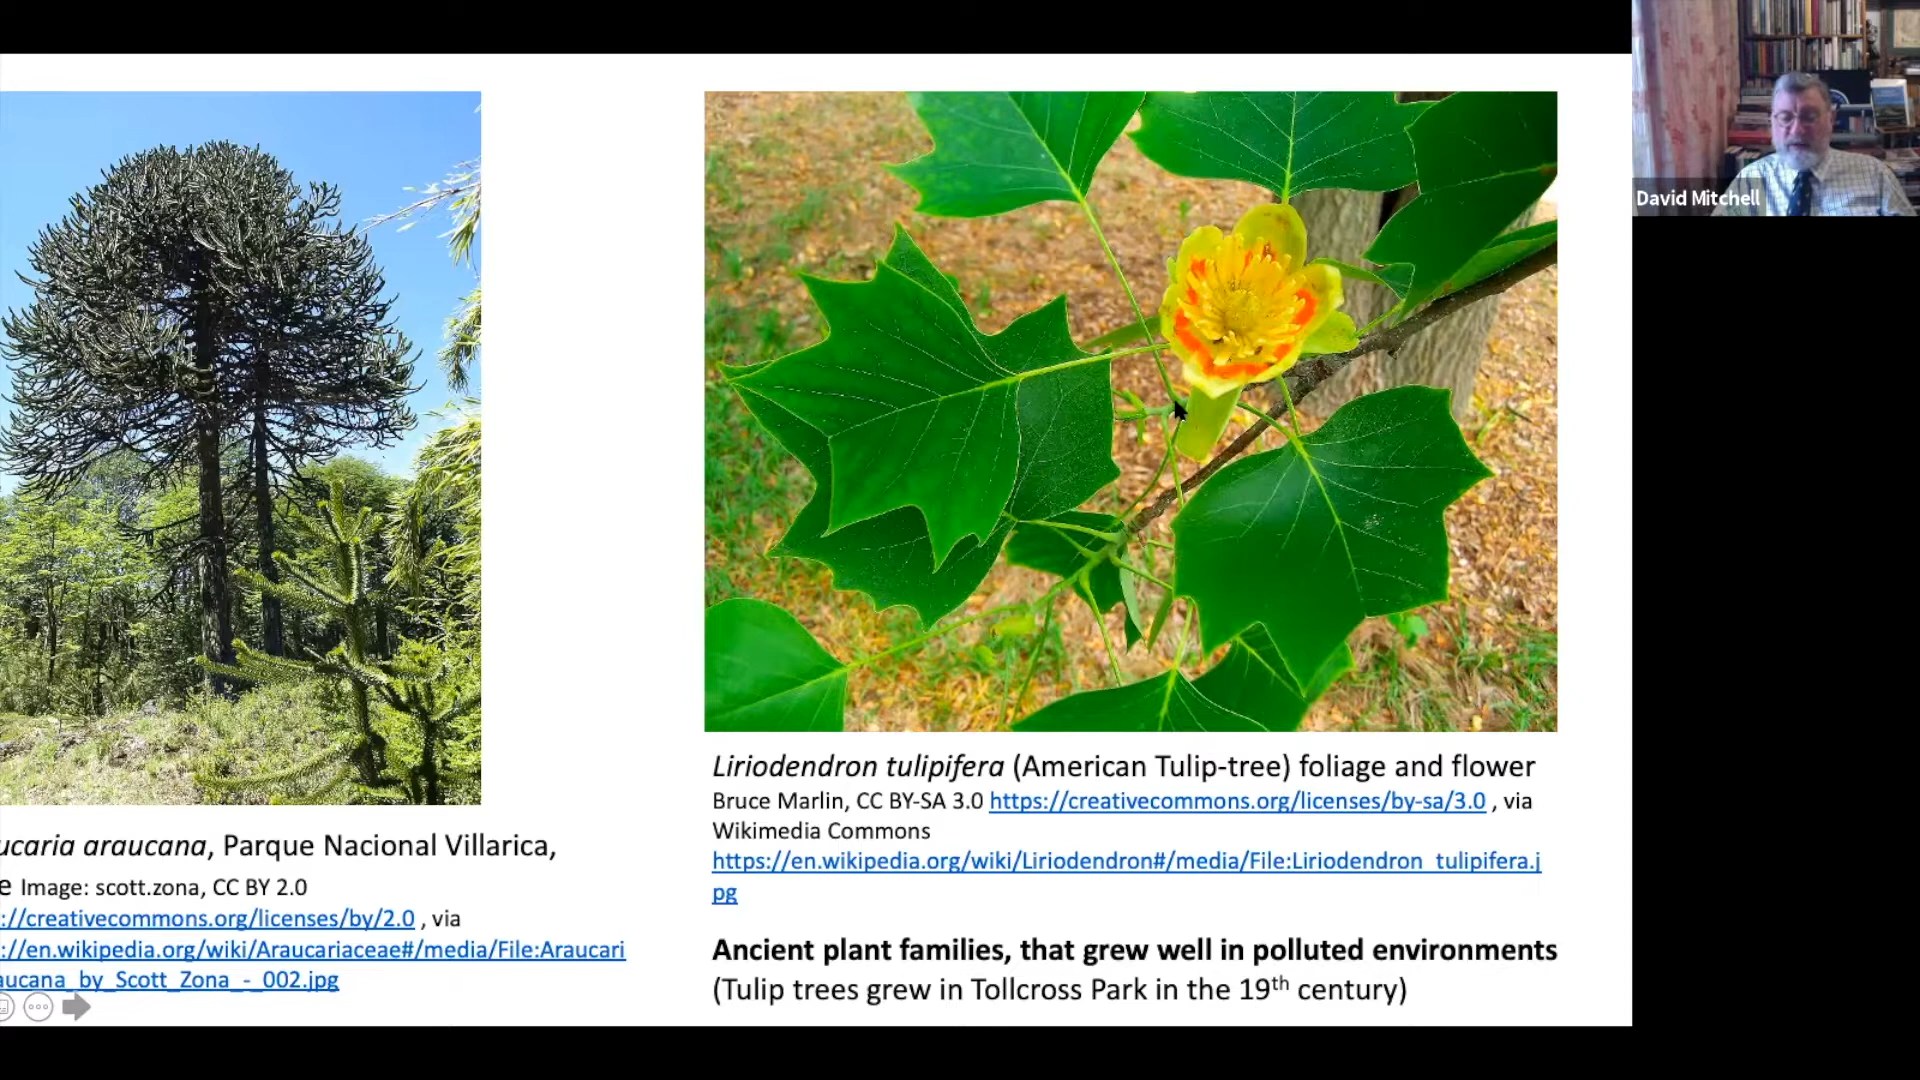 David Mitchell
ucaria araucana, Parque Nacional Villarica,
e Image: scott.zona, CC BY 2.0
://creativecommons.org/licenses/by/2.0 , via
://en.wikipedia.org/wiki/Araucariaceae#/media/File:Araucari
aucana_by_Scott_Zona_-_002.jpg
Liriodendron tulipifera (American Tulip-tree) foliage and flower
Bruce Marlin, CC BY-SA 3.0 https://creativecommons.org/licenses/by-sa/3.0 , via
Wikimedia Commons
https://en.wikipedia.org/wiki/Liriodendron#/media/File:Liriodendron_tulipifera.j
pg
Ancient plant families, that grew well in polluted environments
(Tulip trees grew in Tollcross Park in the 19th century)